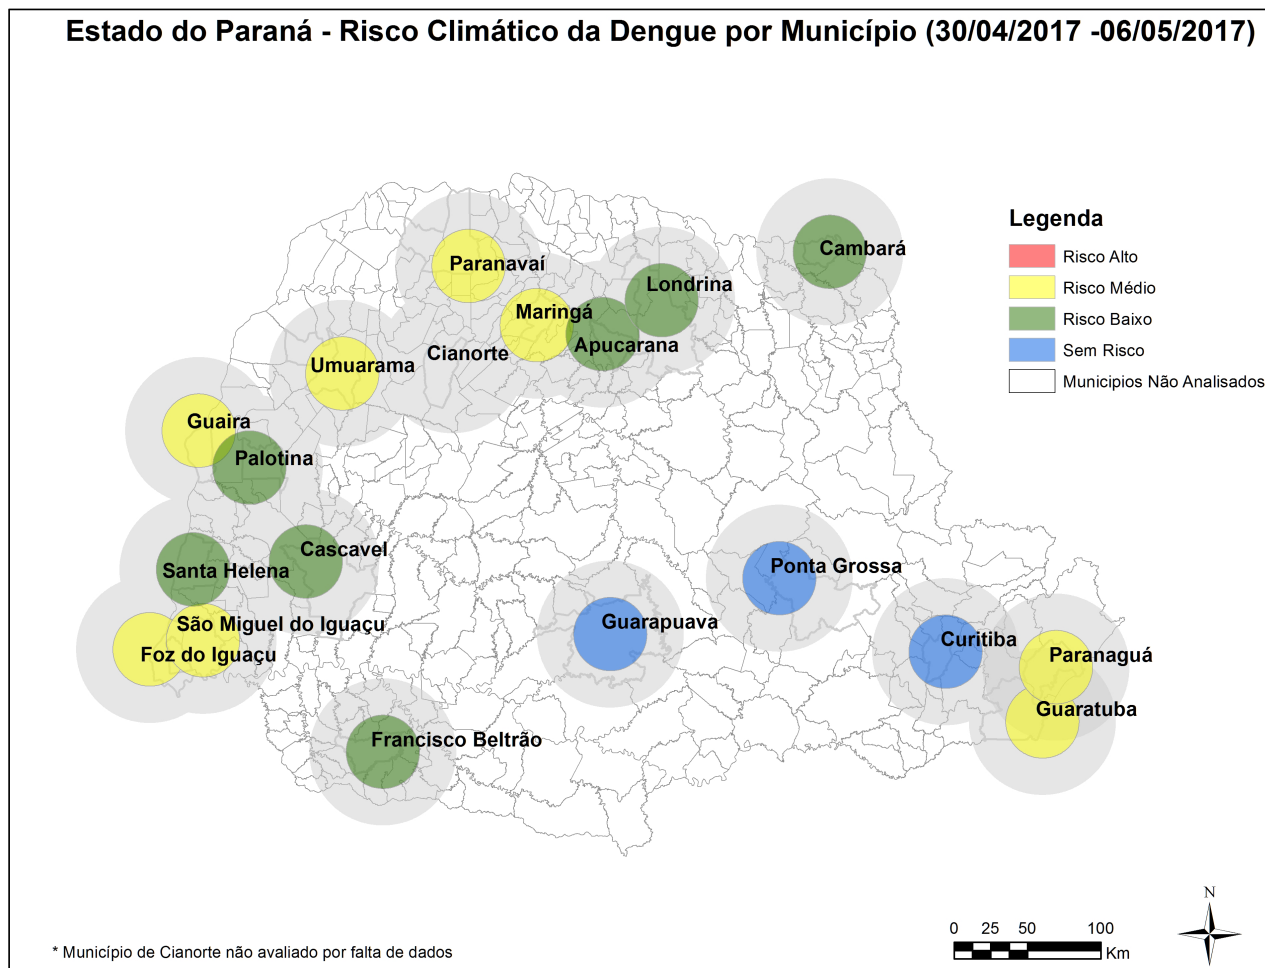 Estado do Paraná - Risco Climático da Dengue por Município (30/04/2017 -06/05/2017)
Legenda
Risco Alto
Risco Médio
Risco Baixo
Sem Risco
Municipios Não Analisados
Cambará
Paranavaí
Londrina
Maringá
Apucarana
Cianorte
Umuarama
Guaira
Palotina
Cascavel
Santa Helena
São Miguel do Iguaçu
Foz do Iguaçu
Ponta Grossa
Guarapuava
Curitiba
Paranaguá
Guaratuba
Francisco Beltrão
N
0 25 50 100
Km
* Município de Cianorte não avaliado por falta de dados